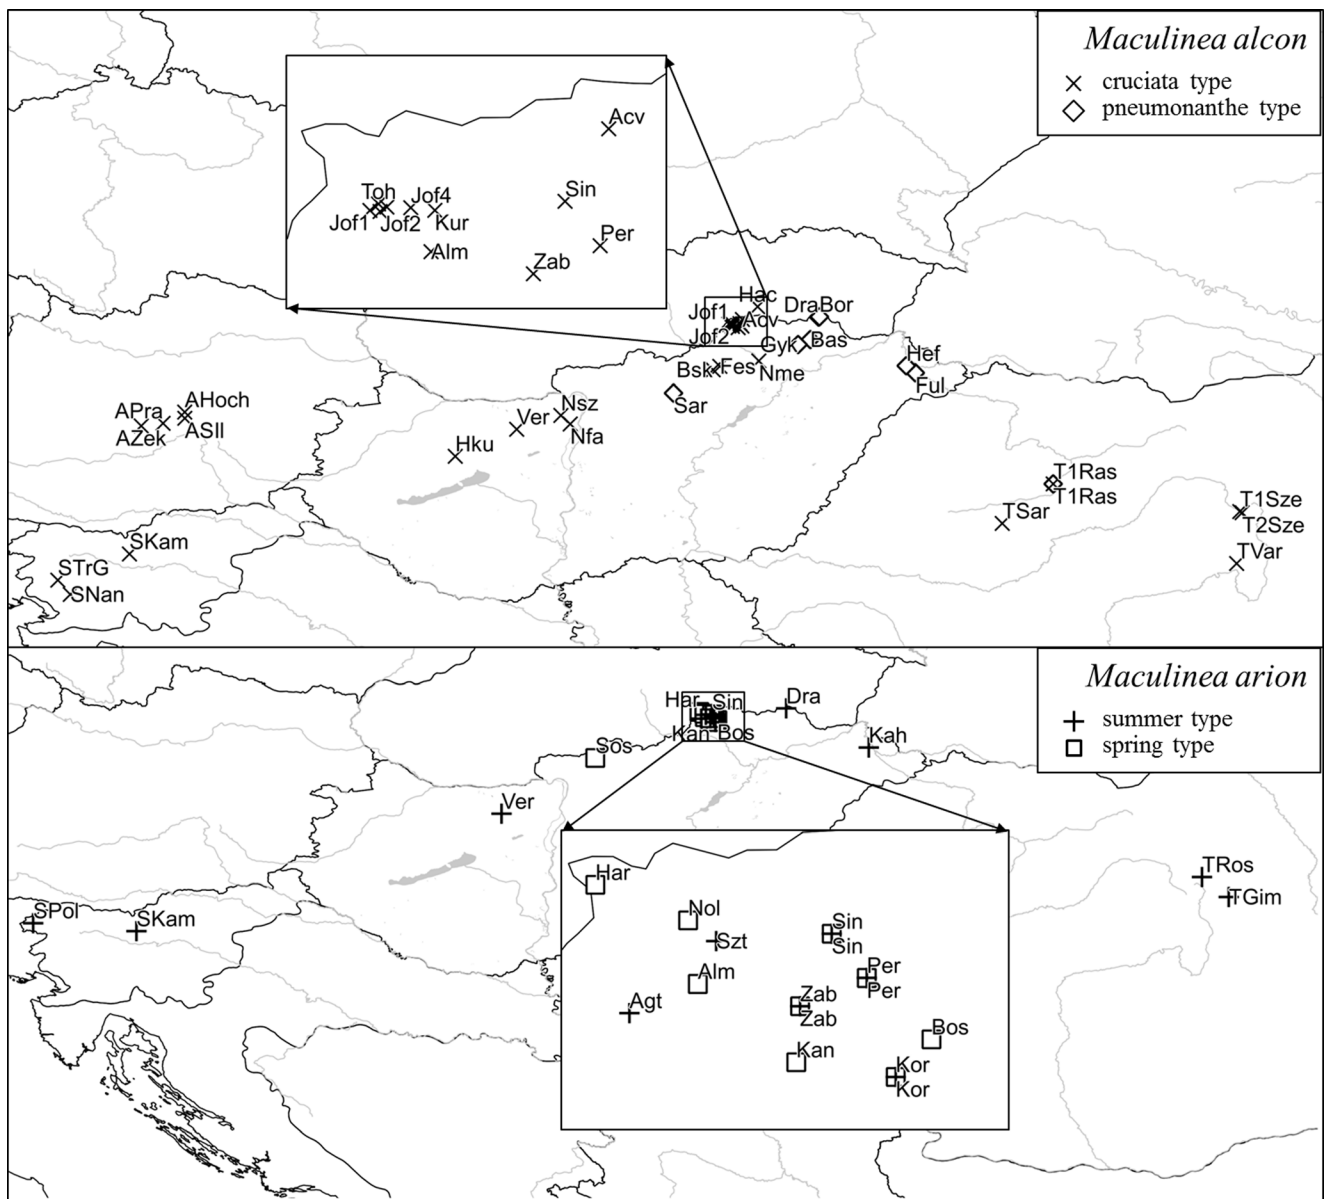 Maculinea alcon
cruciata type
pneumonanthe type
Acv
Sin
Toh
Jof4
Jof1
Jof2
Kur
Per
Alm
Zab
Hac
DraBor
Jof1
Acv
Jof2
Gyk
Bas
Hef
Bsk
Fes
Nme
Ful
Sar
APra
AHoch
AZek
ASII
Nsz
Ver
Nfa
Hku
T1Ras
T1Ras
TSar
T1Sze
T2Sze
TVar
SKam
STrG
SNan
Maculinea arion
summer type
spring type
Har
Sin
Dra
Kan
Bos
Kah
Sos
Ver
TRos
TGim
SPol
SKam
Har
Nol
Szt
Sin
Sin
Alm
Per
Per
Agt
Zab
Zab
Bos
Kan
Kor
Kor